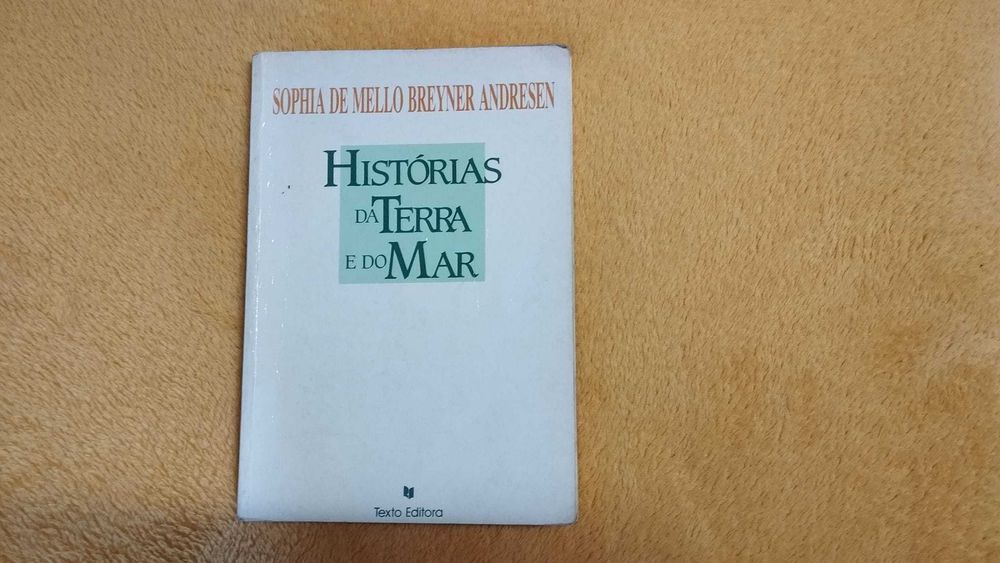 SOPHIA DE MELLO BREYNER ANDRESEN
HISTÓRIAS
DA TERRA
E DO MAR
Texto Editora